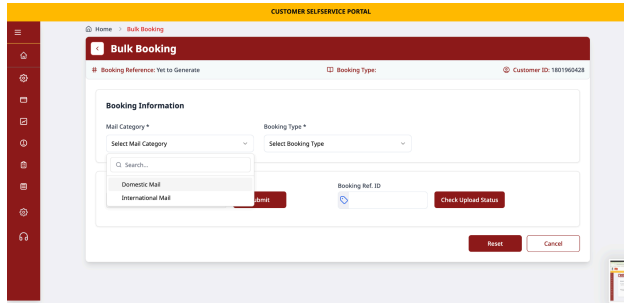 CUSTOMER SELFSERVICE PORTAL
Home > Bulk Booking
Bulk Booking
# Booking Reference: Yet to Generate
Booking Type:
Customer ID: 1801960428
Booking Information
Mail Category *
Booking Type *
Select Mail Category
Select Booking Type
Search...
Domestic Mail
International Mail
Booking Ref. ID
Check Upload Status
Reset
Cancel